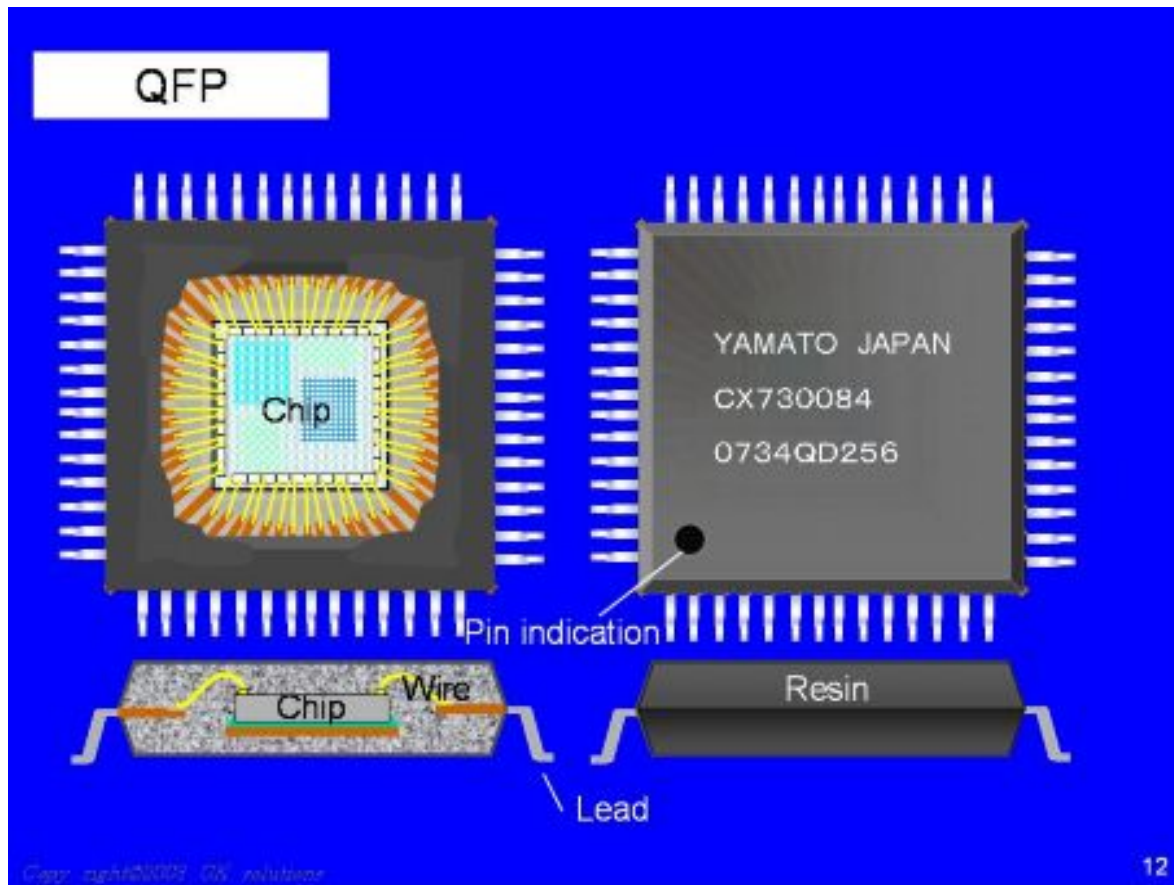 QFP
Chip
YAMATO JAPAN
CX730084
0734QD256
Pin indication
Chip
Wire
Resin
Lead
12